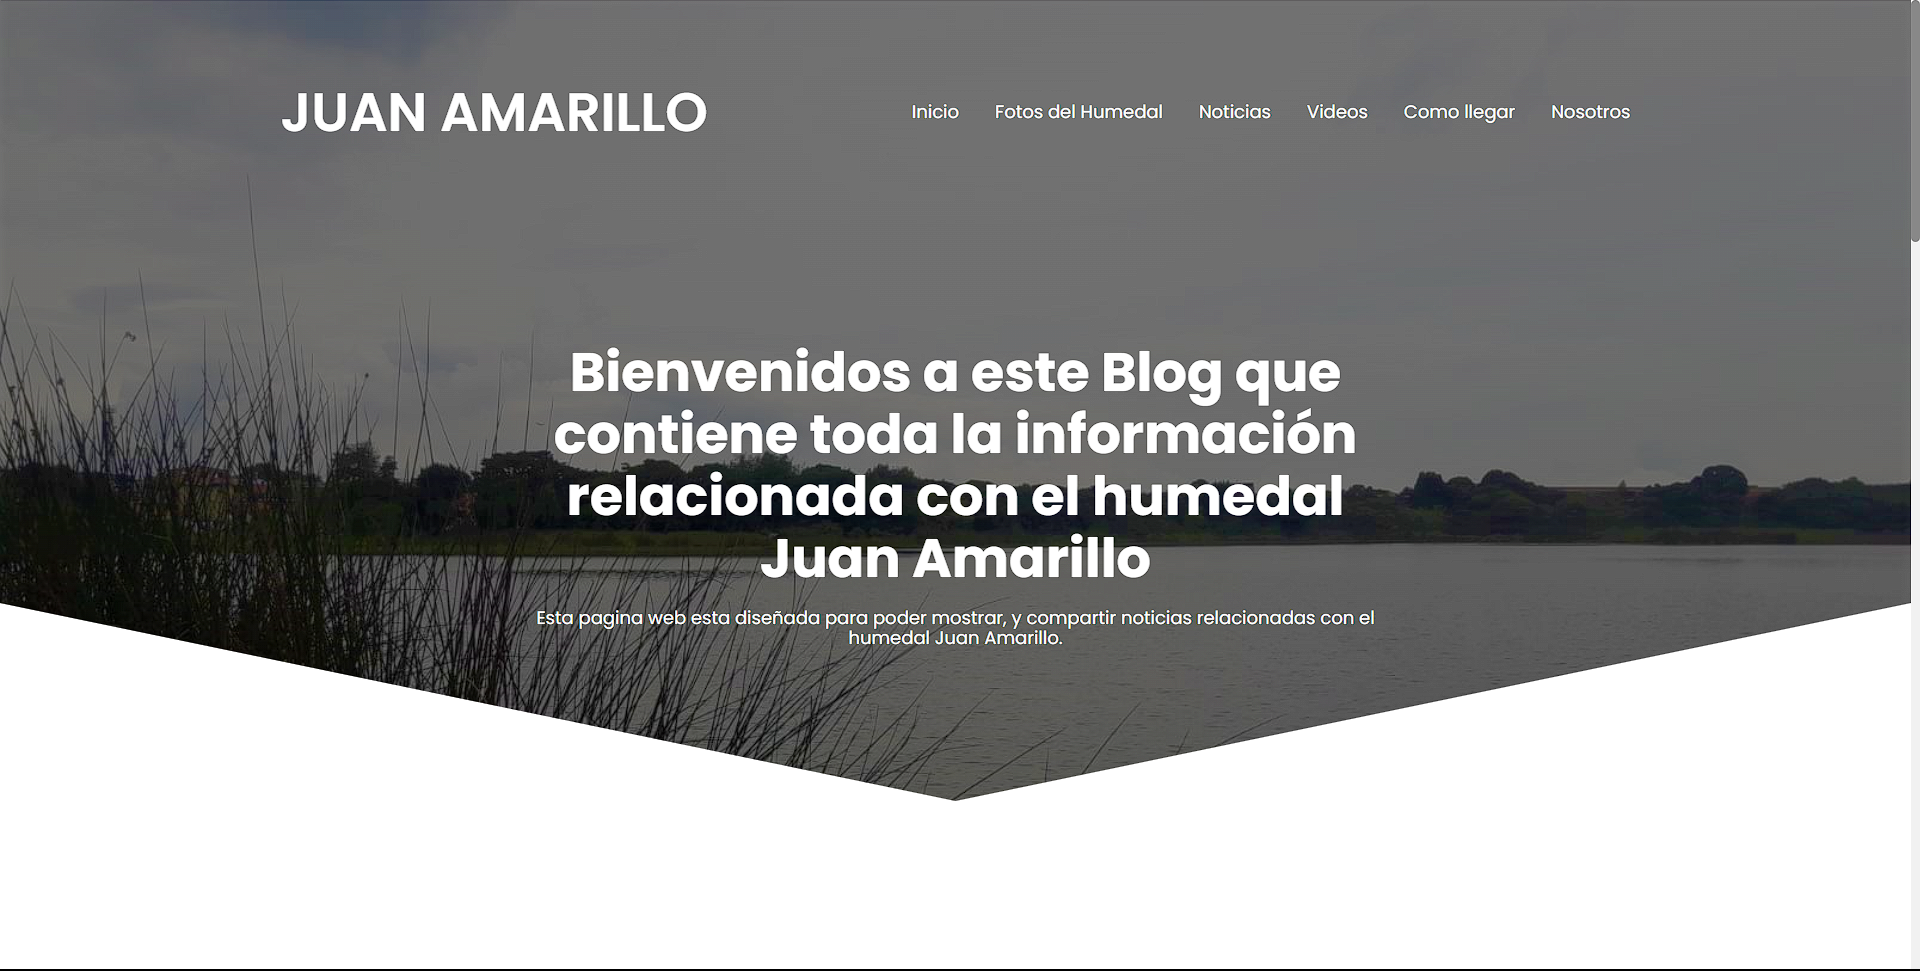 JUAN AMARILLO
Inicio Fotos del Humedal Noticias Videos Como llegar Nosotros
Bienvenidos a este Blog que
contiene toda la información
relacionada con el humedal
Juan Amarillo
Esta pagina web esta diseñada para poder mostrar, y compartir noticias relacionadas con el
humedal Juan Amarillo.